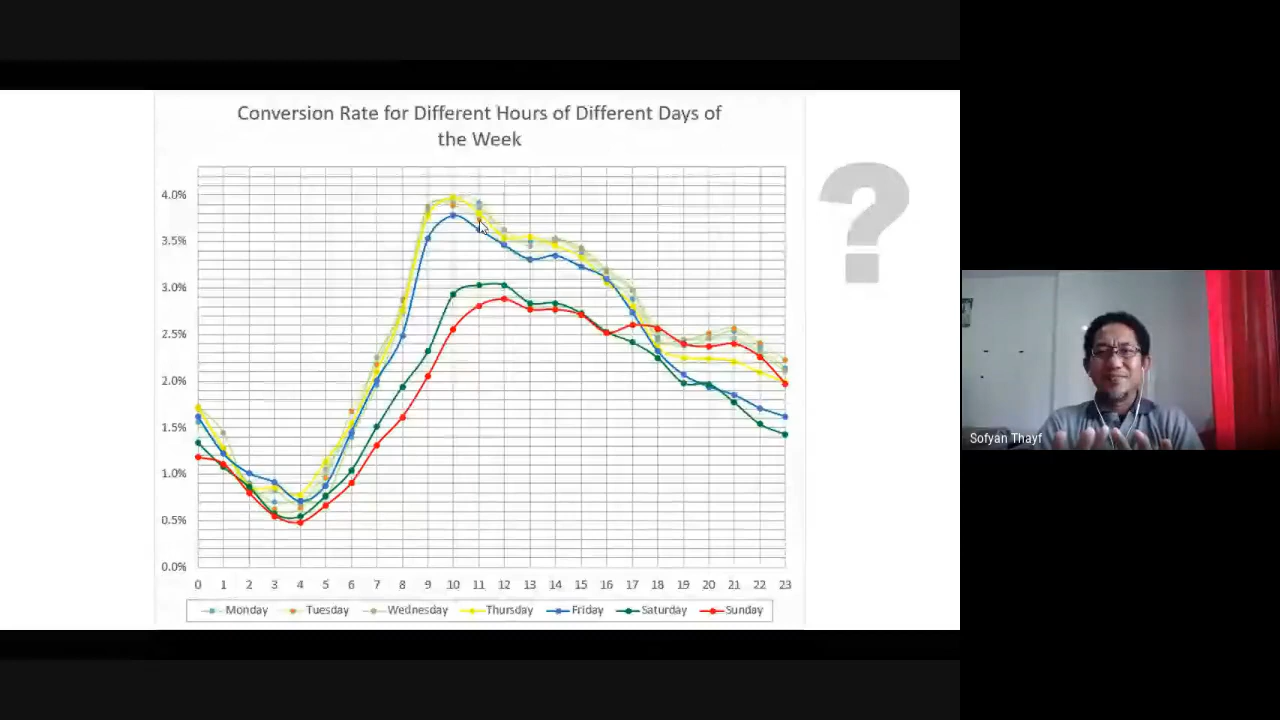 Conversion Rate for Different Hours of Different Days of
the Week
4.0%
3.5%
3.0%
2.5%
2.0%
1.5%
1.0%
0.5%
0.0%
0 1 2 3 4 5 6 7 8 9 10 11 12 13 14 15 16 17 18 19 20 21 22 23
Monday Tuesday Wednesday Thursday Friday Saturday Sunday
?
Sofyan Thayf